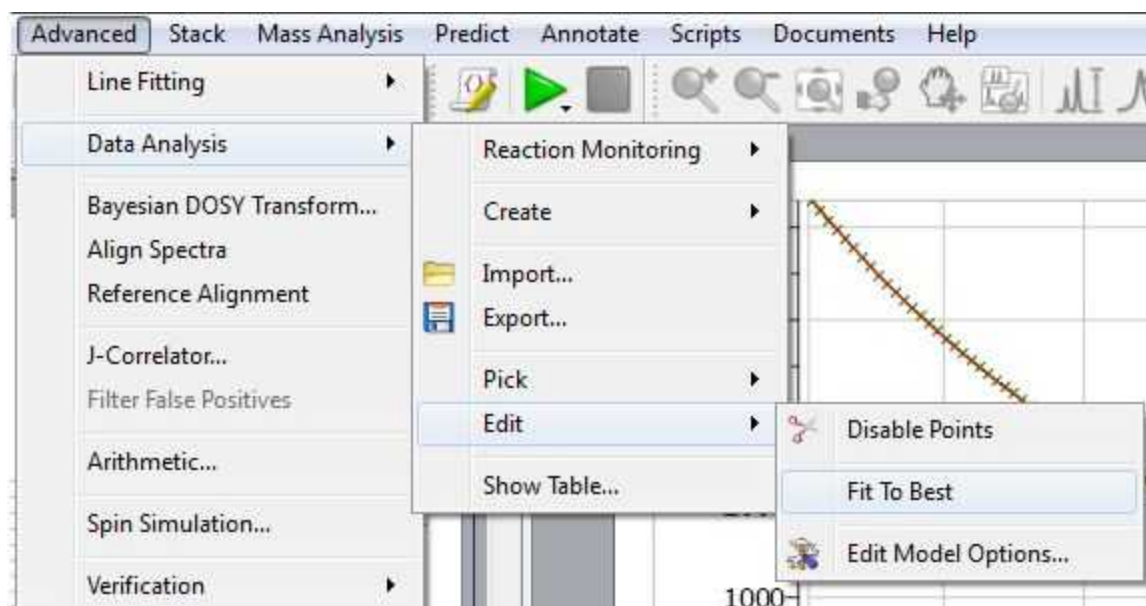 Advanced Stack Mass Analysis Predict Annotate Scripts Documents Help
Line Fitting
Data Analysis
Bayesian DOSY Transform...
Align Spectra
Reference Alignment
J-Correlator...
Filter False Positives
Arithmetic...
Spin Simulation...
Verification
Reaction Monitoring
Create
Import...
Export...
Pick
Edit
Show Table...
Disable Points
Fit To Best
Edit Model Options...
1000